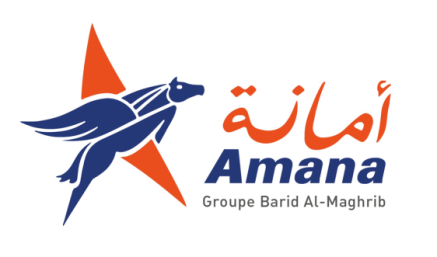 أمانة
Amana
Groupe Barid Al-Maghrib